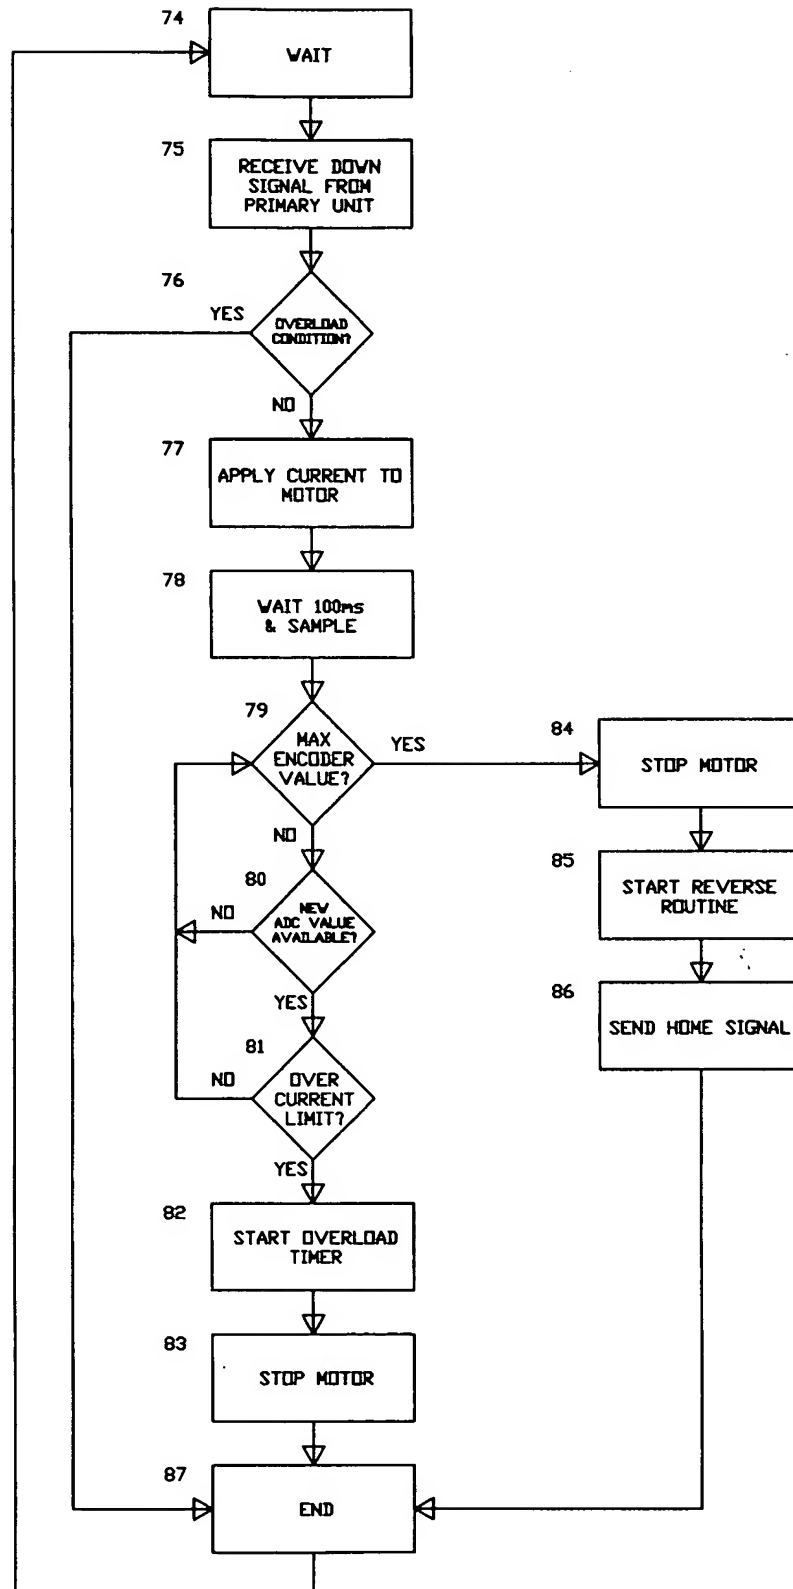 74
WAIT
75
RECEIVE DOWN
SIGNAL FROM
PRIMARY UNIT
76
YES
OVERLOAD
CONDITION?
NO
77
APPLY CURRENT TO
MOTOR
78
WAIT 100ms
& SAMPLE
79
MAX
ENCODER
VALUE?
YES
NO
84
STOP MOTOR
80
NEW
ADC VALUE
AVAILABLE?
NO
YES
85
START REVERSE
ROUTINE
81
OVER
CURRENT
LIMIT?
NO
YES
86
SEND HOME SIGNAL
82
START OVERLOAD
TIMER
83
STOP MOTOR
87
END